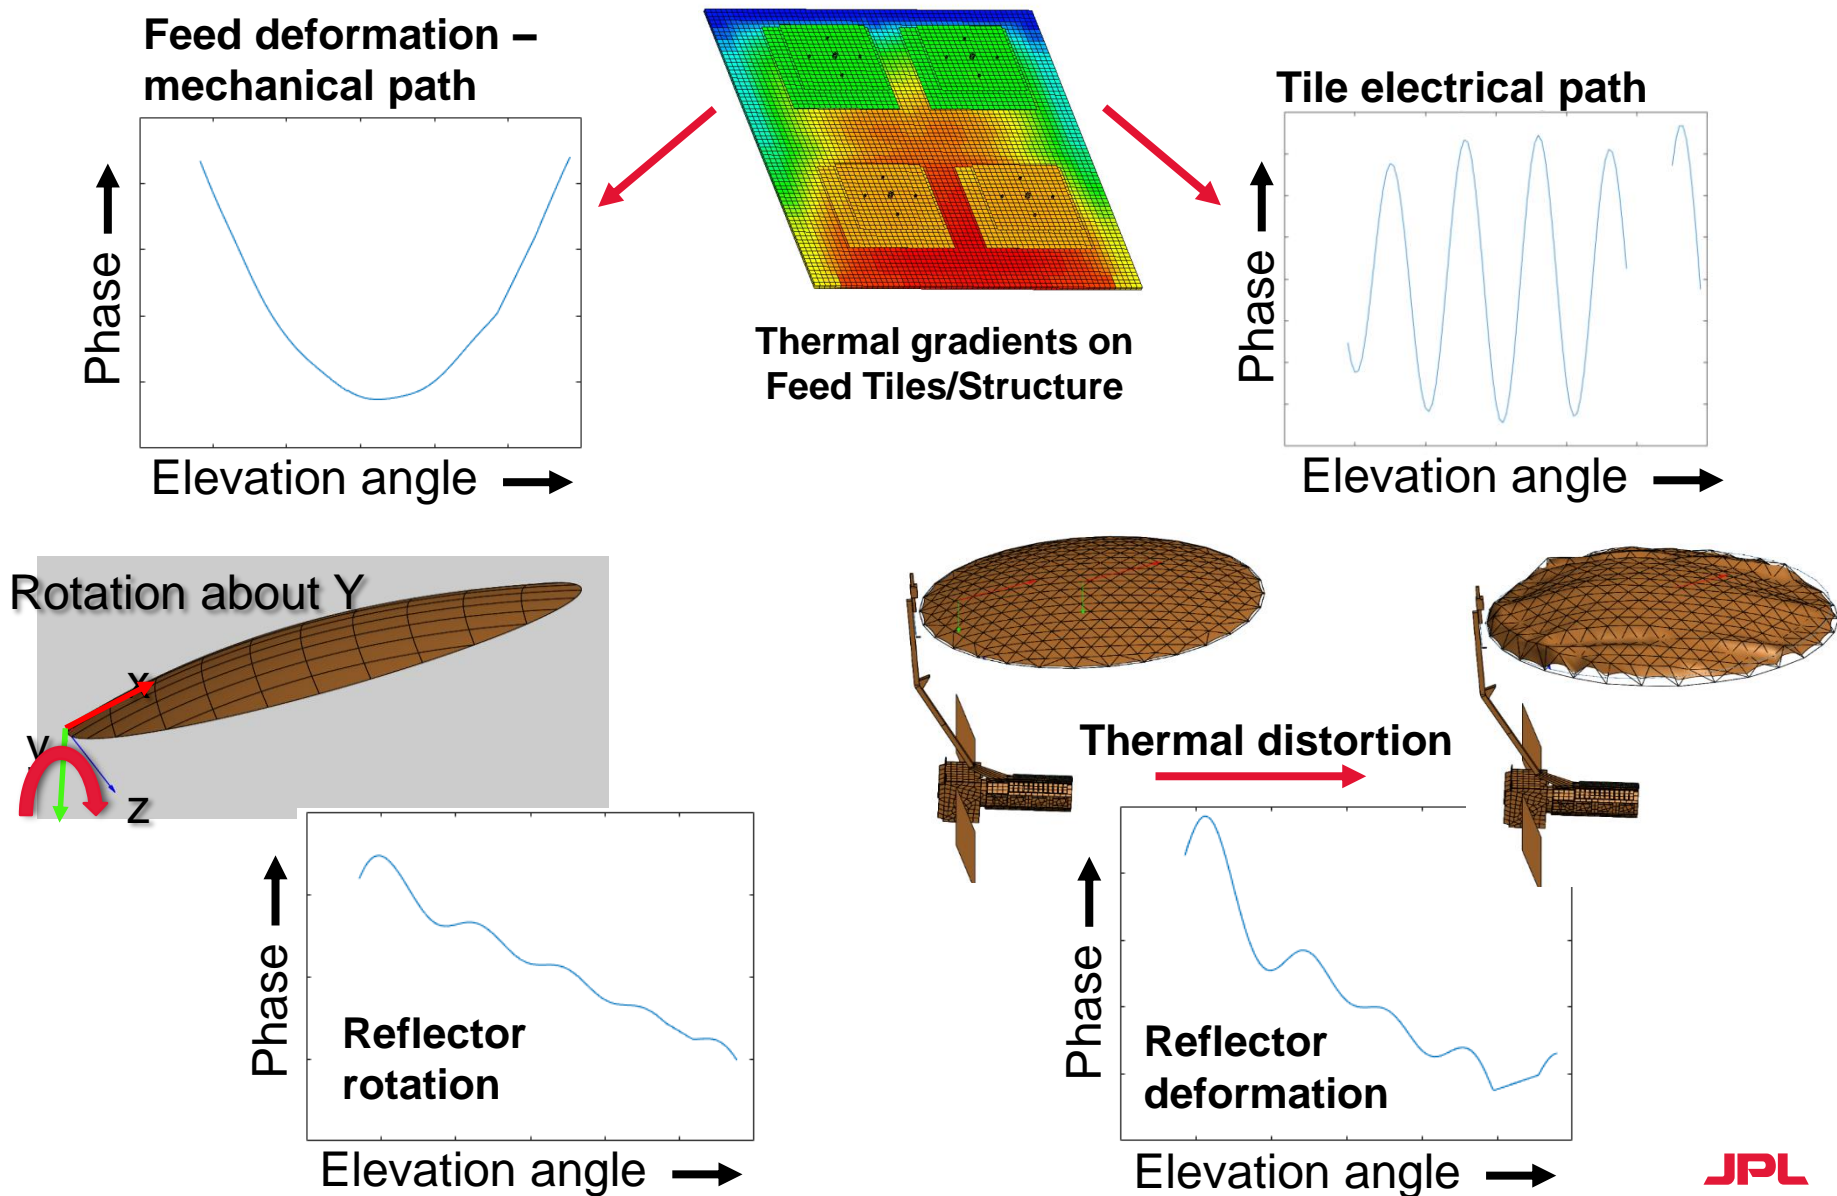 Feed deformation –
mechanical path
Phase
Elevation angle
Thermal gradients on
Feed Tiles/Structure
Tile electrical path
Phase
Elevation angle
Rotation about Y
x
y
z
Phase
Reflector
rotation
Elevation angle
Thermal distortion
Phase
Reflector
deformation
Elevation angle
JPL